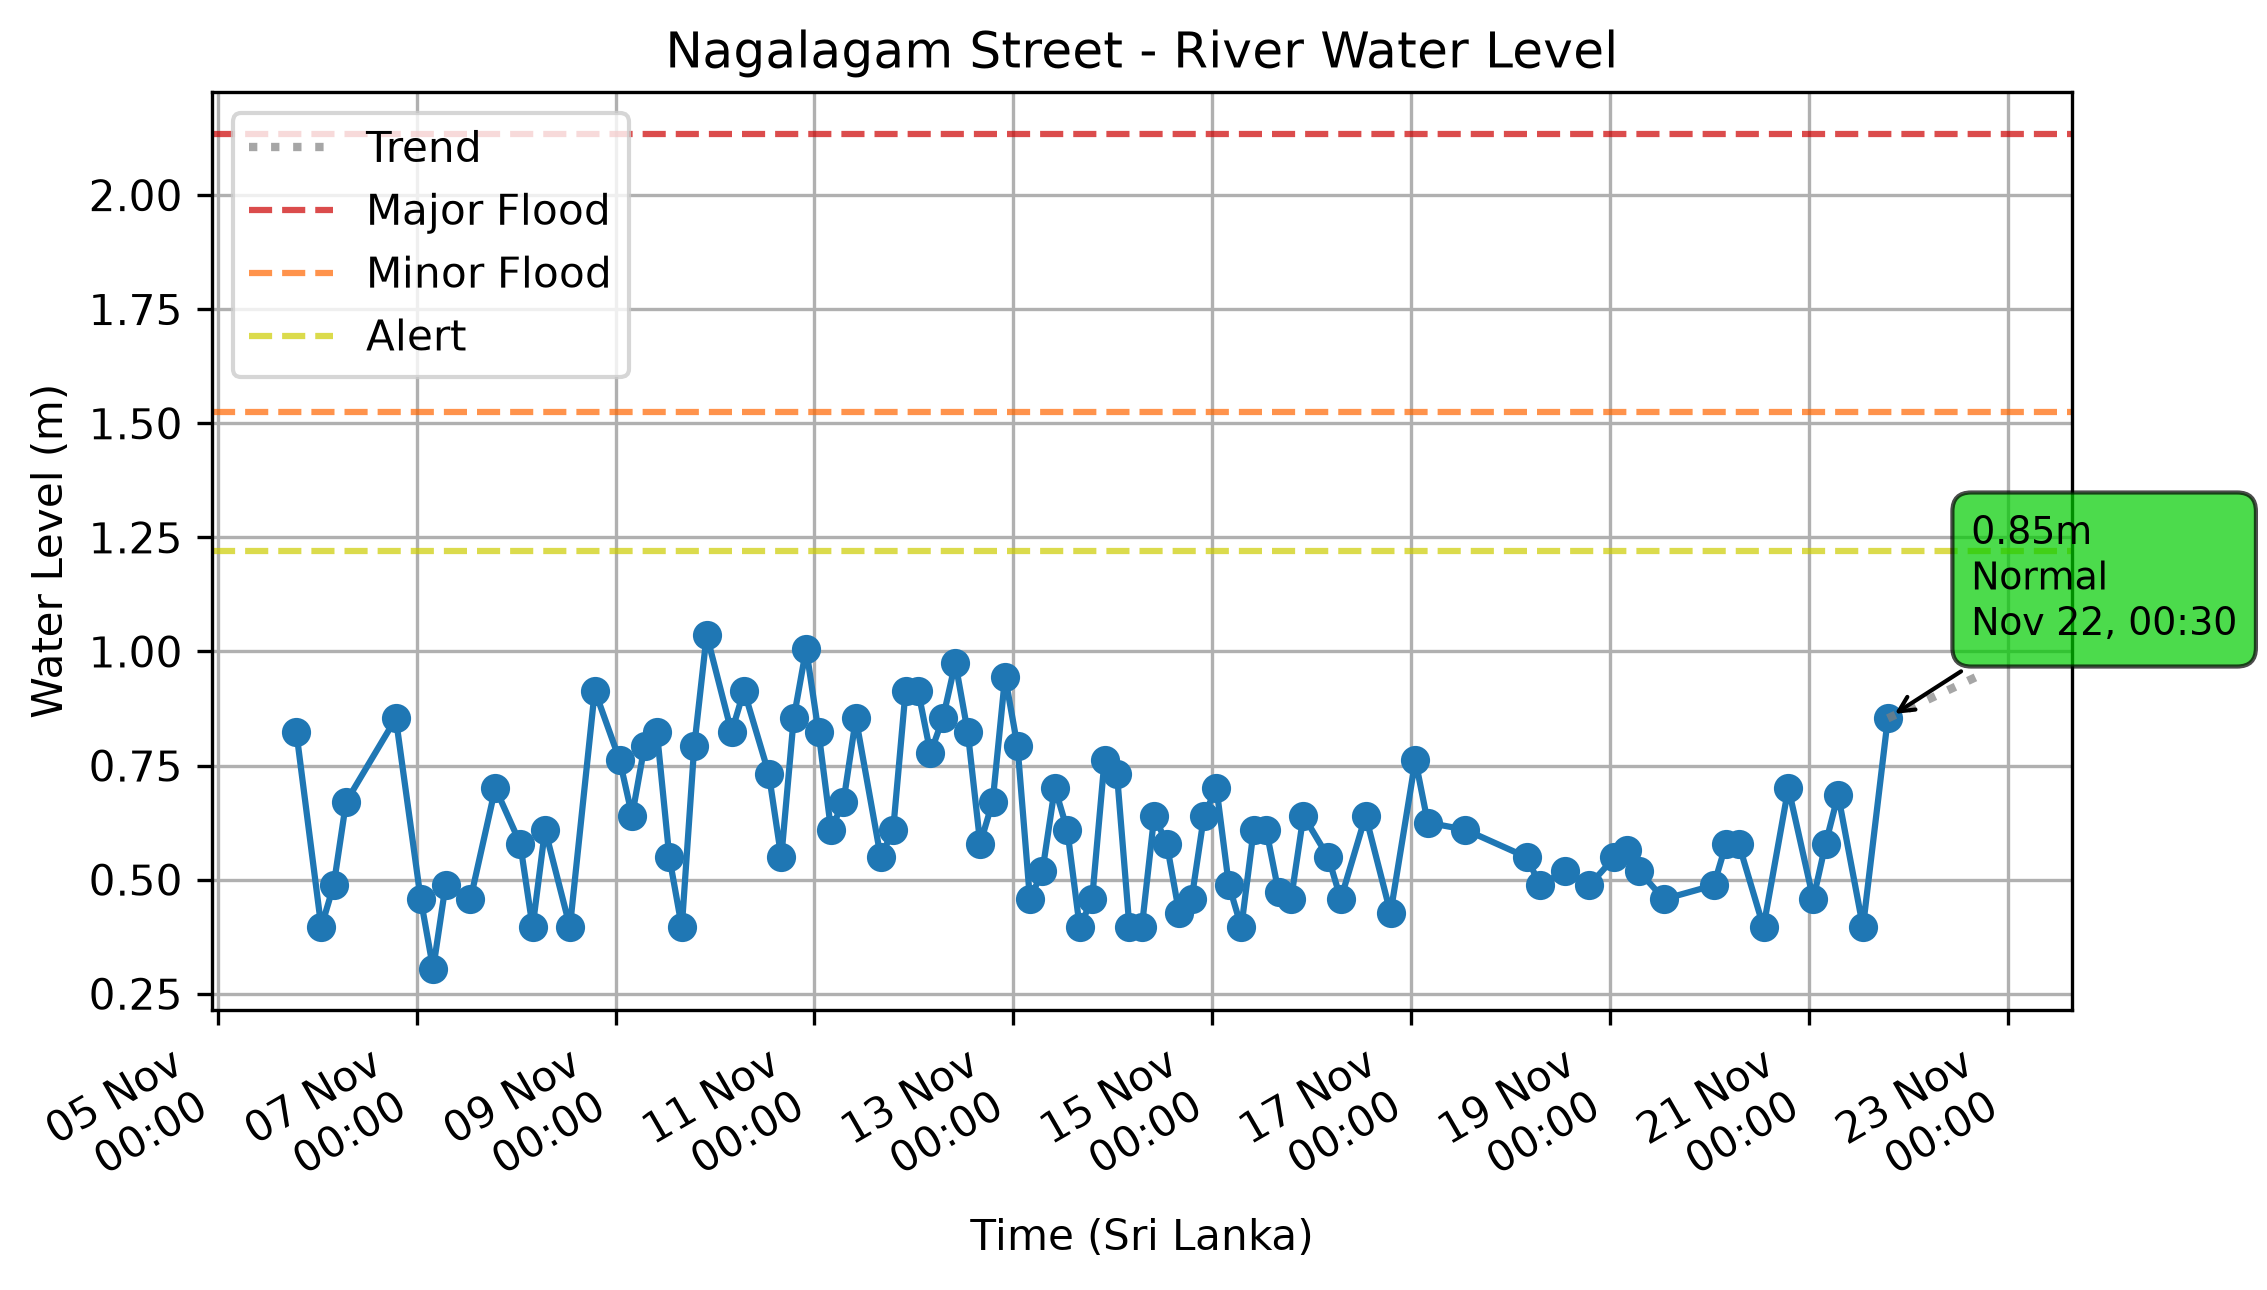 Nagalagam Street - River Water Level
Trend
Major Flood
Minor Flood
Alert
2.00
1.75
1.50
1.25
1.00
0.75
0.50
0.25
Water Level (m)
0.85m
Normal
Nov 22, 00:30
05 Nov
00:00
07 Nov
00:00
09 Nov
00:00
11 Nov
00:00
13 Nov
00:00
15 Nov
00:00
17 Nov
00:00
19 Nov
00:00
21 Nov
00:00
23 Nov
00:00
Time (Sri Lanka)